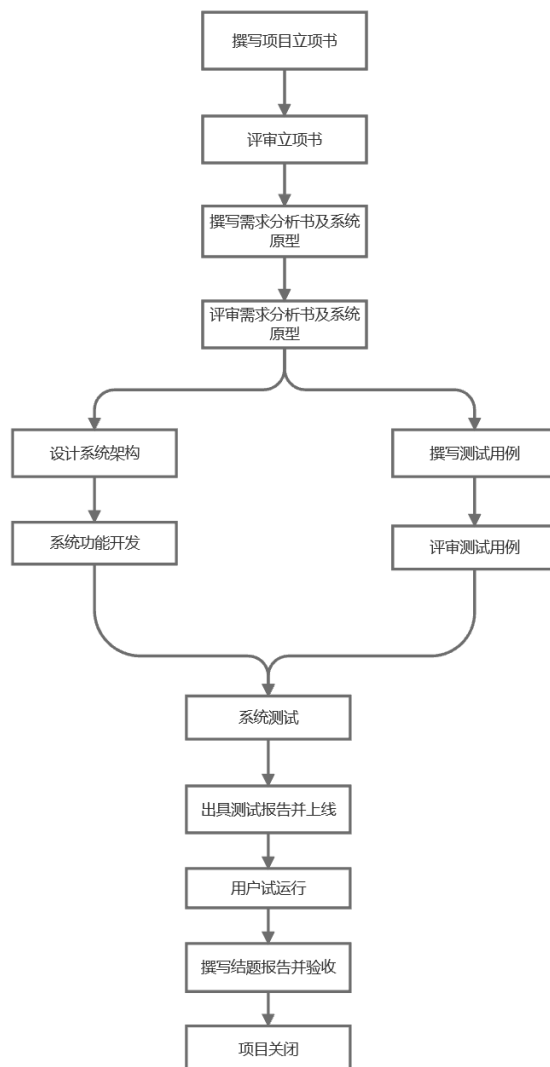 撰写项目立项书
评审立项书
撰写需求分析书及系统
原型
评审需求分析书及系统
原型
设计系统架构
撰写测试用例
系统功能开发
评审测试用例
系统测试
出具测试报告并上线
用户试运行
撰写结题报告并验收
项目关闭